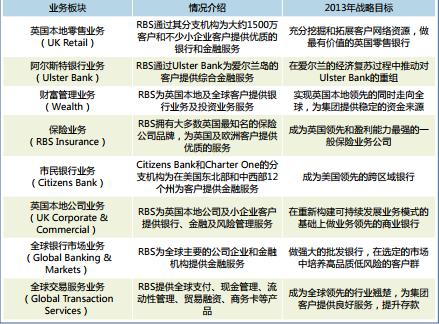 业务板块 情况介绍 2013年战略目标
英国本地零售业务 RBS通过其分支机构为大约1500万 充分挖掘和拓展客户网络资源，做
（UK Retail） 客户和不少小企业客户提供优质的 最有价值的英国零售银行
银行和金融服务
阿尔斯特银行业务 RBS通过Ulster Bank为爱尔兰岛的 在爱尔兰的经济复苏过程中推动对
（Ulster Bank） 客户提供综合金融服务 Ulster Bank的重组
财富管理业务 RBS为英国本地及全球客户提供银 实现英国本地领先的同时走向全
（Wealth） 行业务及投资业务服务 球，为集团提供稳定的资金来源
保险业务 RBS拥有大多数英国最知名的保险 成为英国领先和盈利能力最强的一
（RBS Insurance） 公司品牌，为英国及欧洲客户提供 般保险业务公司
优质的服务
市民银行业务 Citizens Bank和Charter One的分 成为美国领先的跨区域银行
（Citizens Bank） 支机构为在美国东北部和中西部12
个州为客户提供金融服务
英国本地公司业务 RBS为英国本地公司及小企业客户 在重新构建可持续发展业务模式的
（UK Corporate & 提供银行、金融及风险管理服务 基础上做业务领先的商业银行
Commercial）
全球银行市场业务 RBS为全球主要的公司企业和金 做强大的批发银行，在选定的市场
（Global Banking & 融机构提供金融服务 中培养高品质低风险的客户群
Markets）
全球交易服务业务 RBS提供全球支付、现金管理、流 成为全球领先的行业翘楚，为集团
（Global Transaction 动性管理、贸易融资、商务卡等产 客户提供良好服务，提升存款
Services） 品